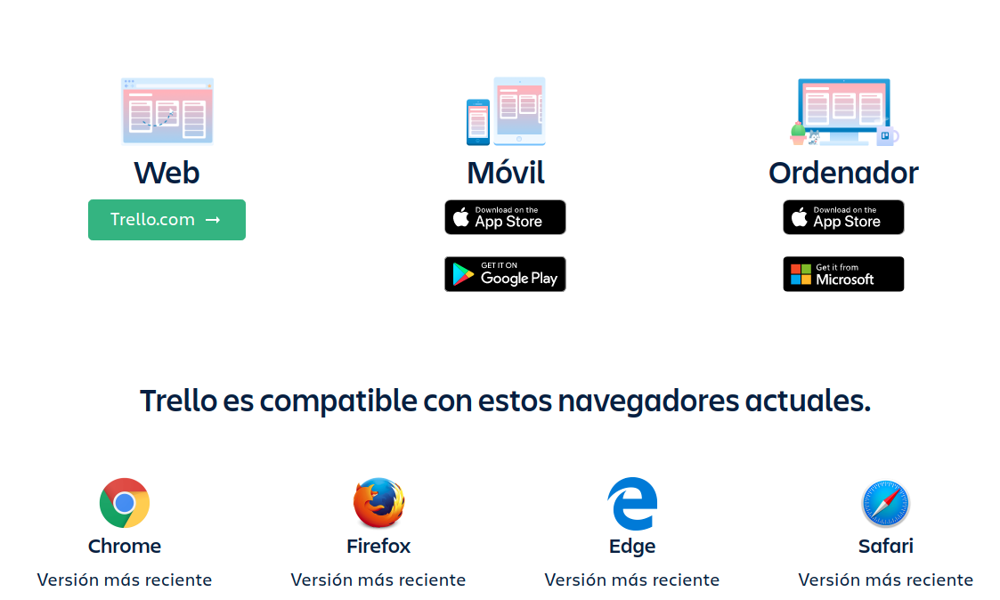 Web
Móvil
Ordenador
Trello.com →
Download on the
App Store
Download on the
App Store
GET IT ON
Google Play
Get it from
Microsoft
Trello es compatible con estos navegadores actuales.
Chrome
Firefox
Edge
Safari
Versión más reciente
Versión más reciente
Versión más reciente
Versión más reciente